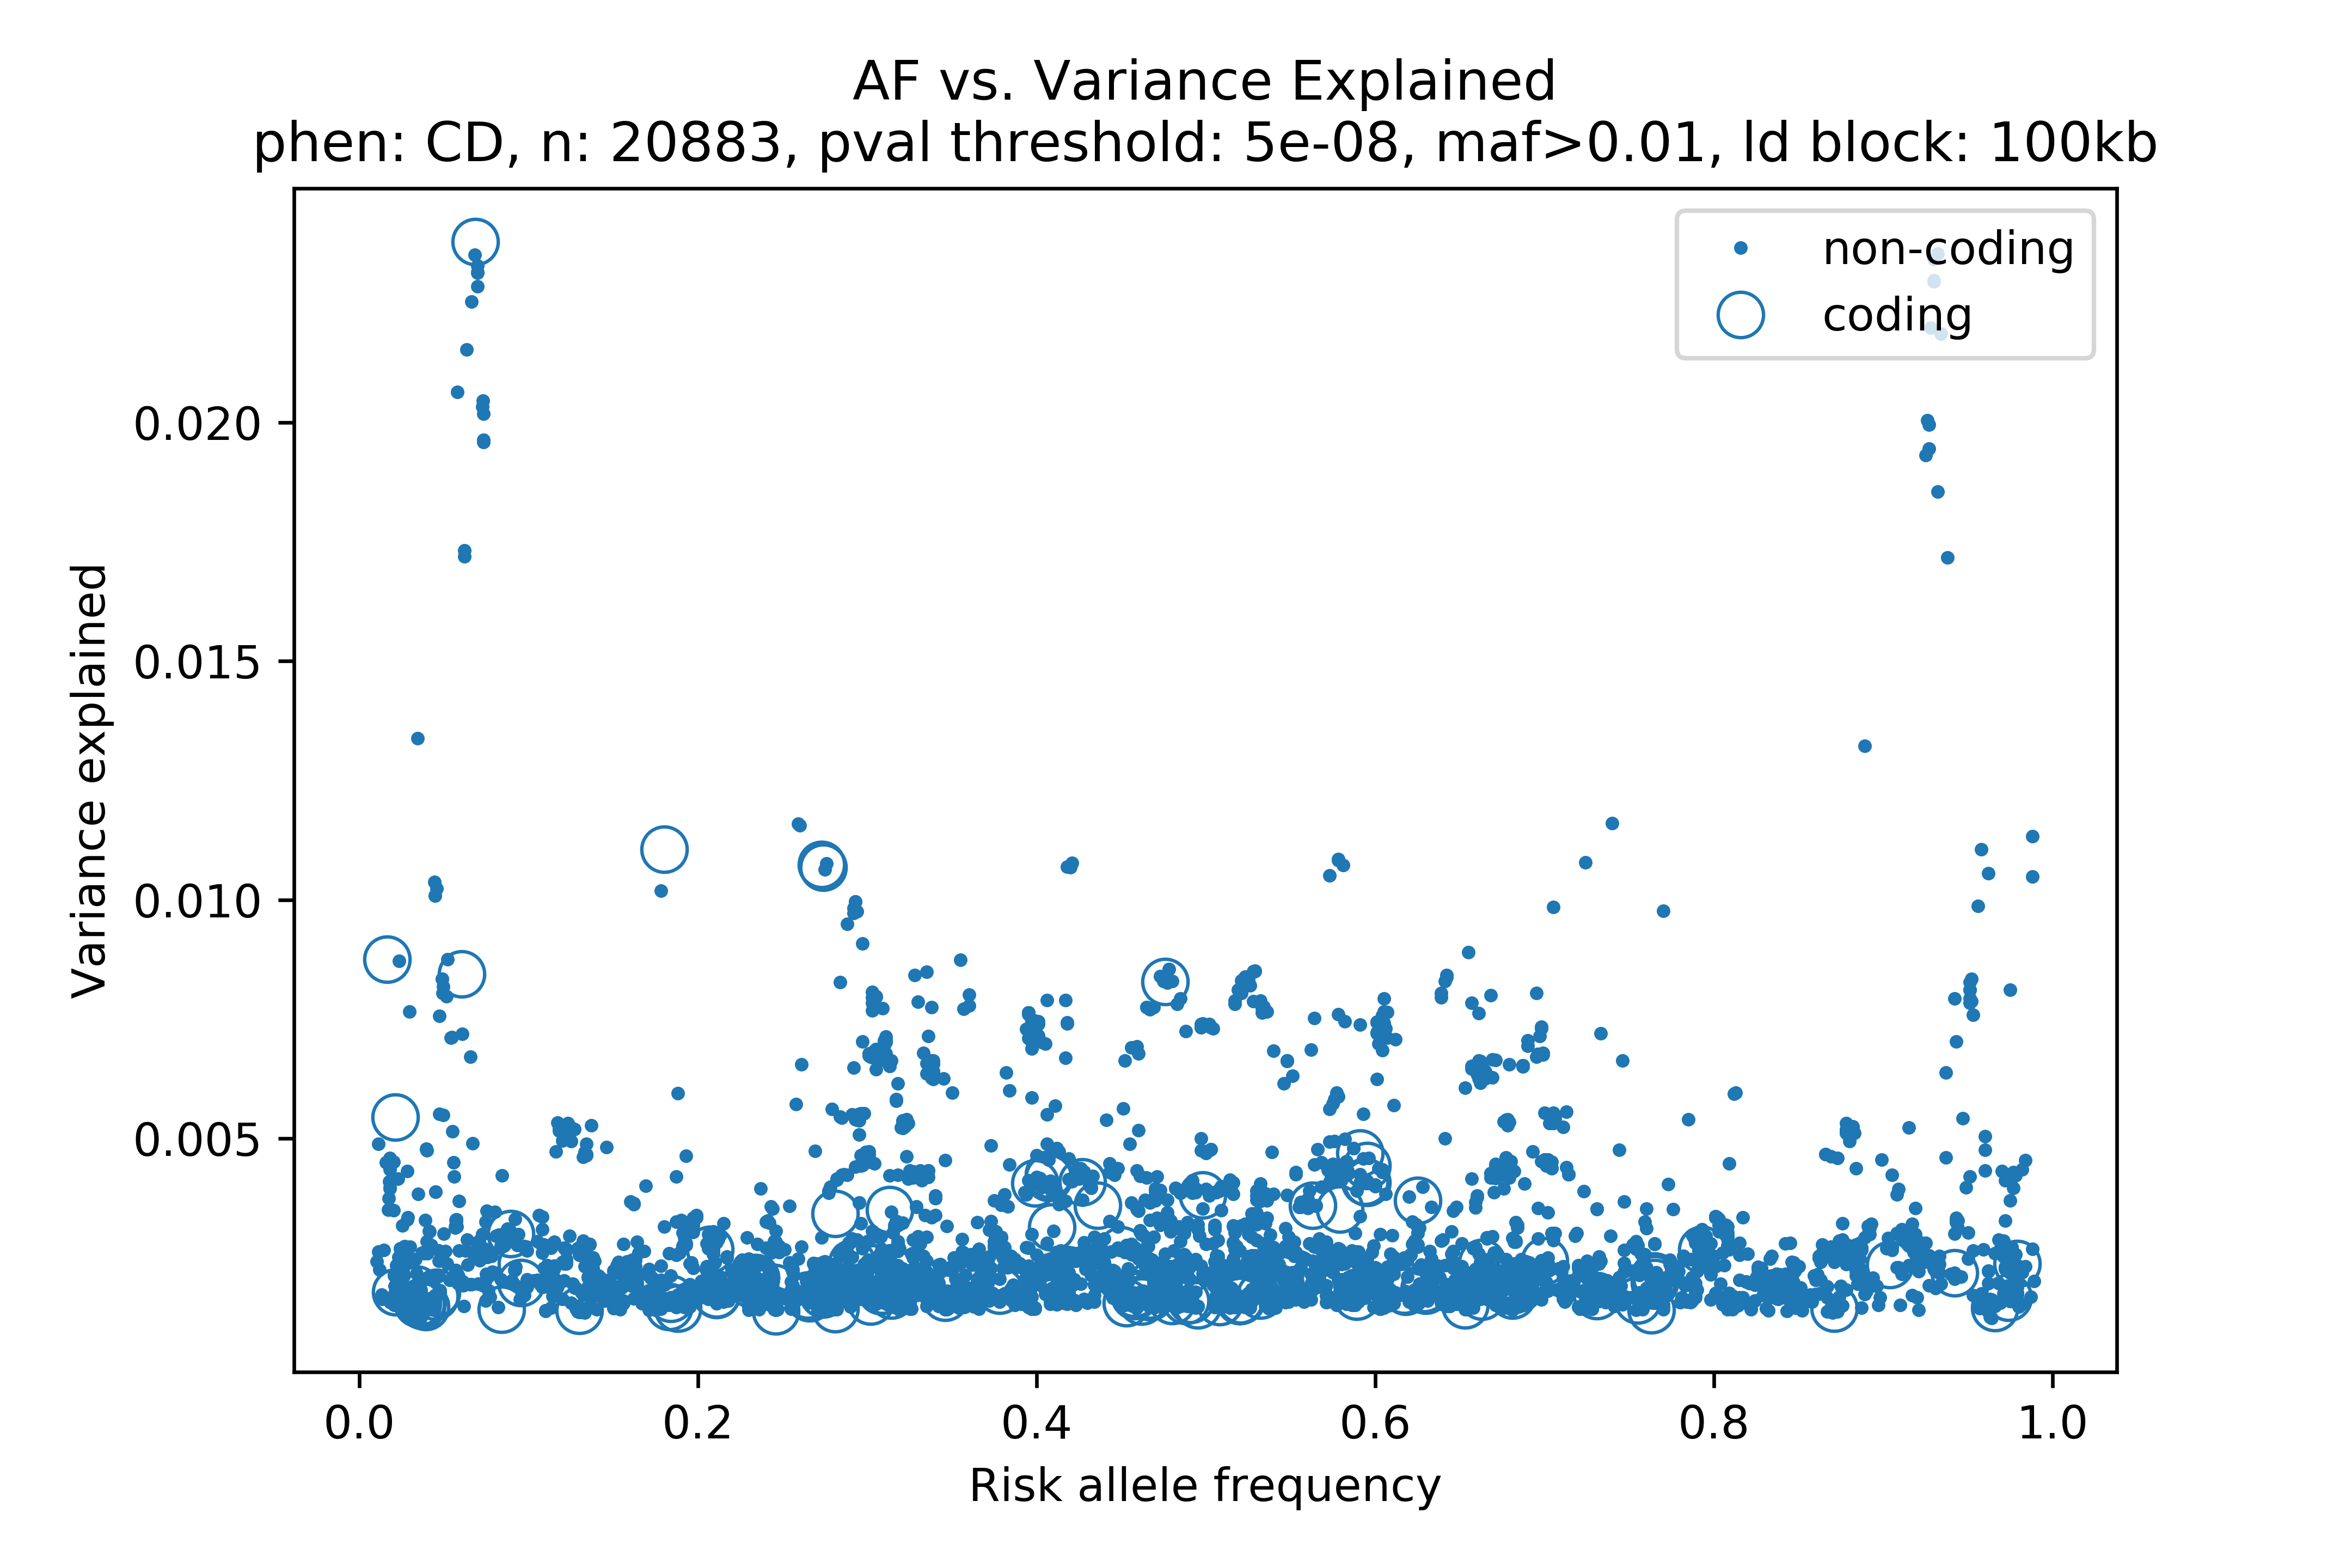 AF vs. Variance Explained
phen: CD, n: 20883, pval threshold: 5e-08, maf>0.01, ld block: 100kb
non-coding
coding
0.020
0.015
0.010
0.005
Variance explained
0.0 0.2 0.4 0.6 0.8 1.0
Risk allele frequency